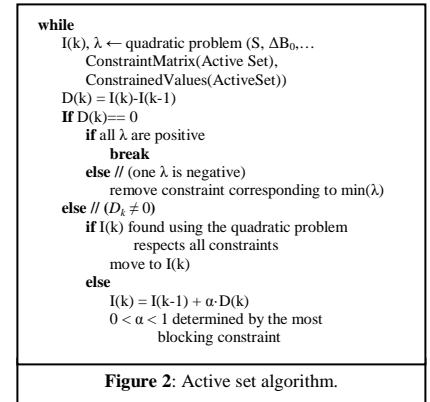 while
I(k), λ ← quadratic problem (S, ΔB₀,…
ConstraintMatrix(Active Set),
ConstrainedValues(ActiveSet))
D(k) = I(k)-I(k-1)
If D(k)== 0
if all λ are positive
break
else // (one λ is negative)
remove constraint corresponding to min(λ)
else // (Dₖ ≠ 0)
if I(k) found using the quadratic problem
respects all constraints
move to I(k)
else
I(k) = I(k-1) + α·D(k)
0 < α < 1 determined by the most
blocking constraint
Figure 2: Active set algorithm.